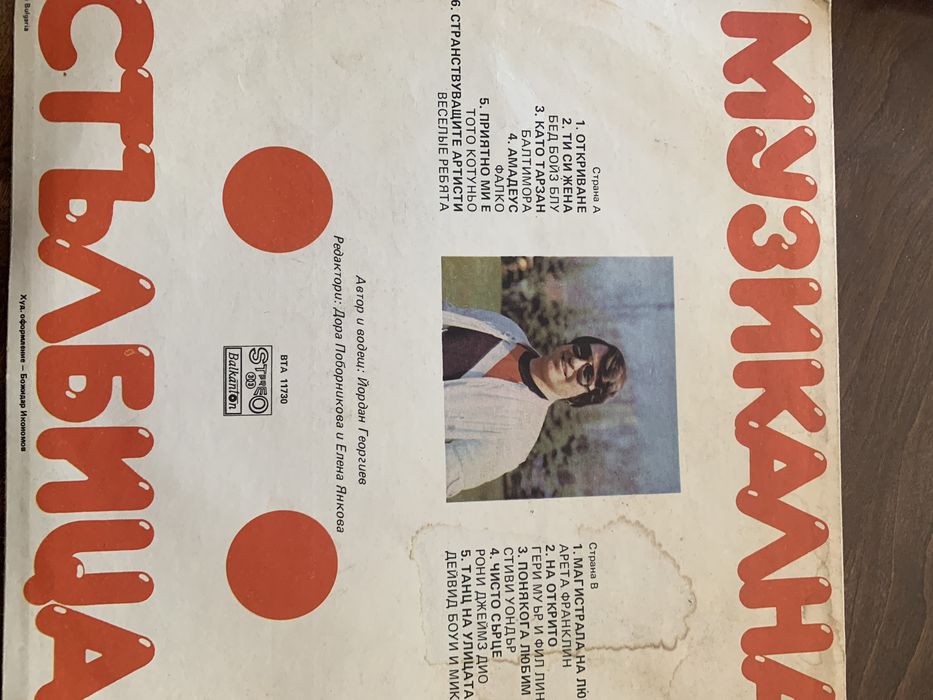 МУЗИКАЛНА
СТЪЛБИЦА
Страна А
1. ОТКРИВАНЕ
2. ТИ СИ ЖЕНА
БЕД БОЙЗ БЛУ
3. КАТО ТАРЗАН
БАЛТИМОРА
4. АМАДЕУС
ФАЛКО
5. ПРИЯТНО МИ Е
ТОТО КОТУНЬО
6. СТРАНСТВУВАЩИТЕ АРТИСТИ
ВЕСЕЛЫЕ РЕБЯТА
Страна В
1. МАГИСТРАЛА НА ЛЮ
АРЕТА ФРАНКЛИН
2. НА ОТКРИТО
ГЕРИ МУЪР И ФИЛ ЛИН
3. ПОНЯКОГА ЛЮБИМ
СТИВИ УОНДЪР
4. ЧИСТО СЪРЦЕ
РОНИ ДЖЕЙМЗ ДИО
5. ТАНЦ НА УЛИЦАТА
ДЕЙВИД БОУИ И МИК
Автор и водещ: Йордан Георгиев
Редактори: Дора Поборникова и Елена Янкова
ВТА 11730
STEREO
33
Balkanton
Худ. оформление — Божидар Икономов
Bulgaria